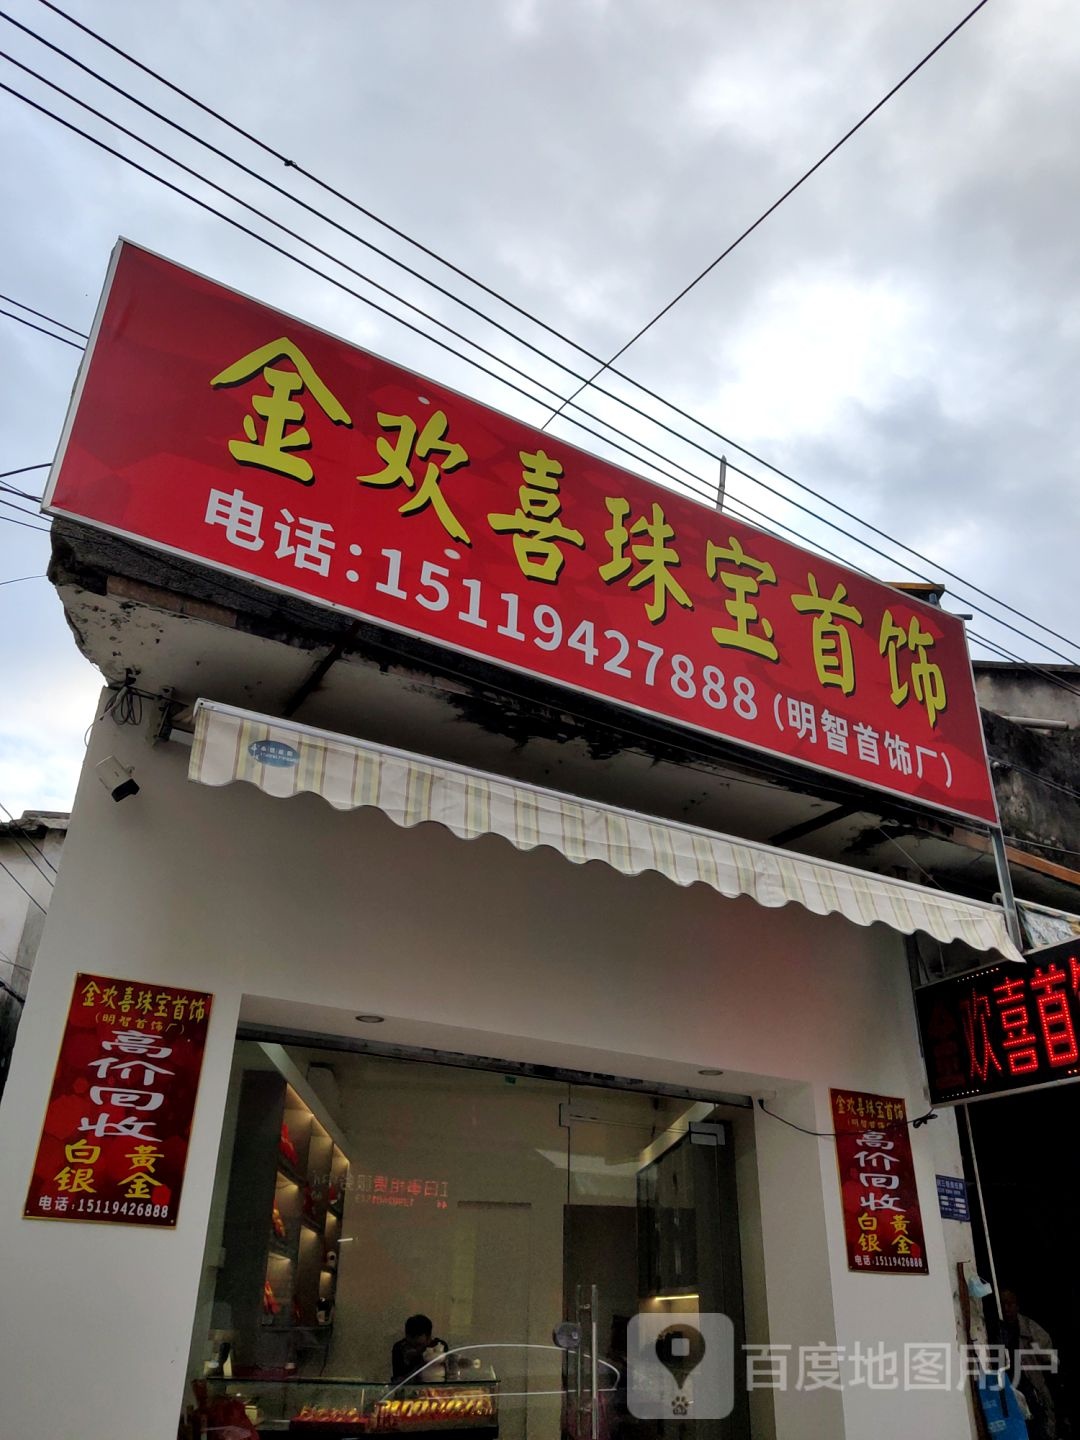 金欢喜珠宝首饰
电话:15119427888(明智首饰厂)
金欢喜首
金欢喜珠宝首饰
(明智首饰厂)
高价回收
白银 黄金
电话:15119426888
金欢喜珠宝首饰
(明智首饰厂)
高价回收
白银 黄金
电话:15119426888
百度地图用户